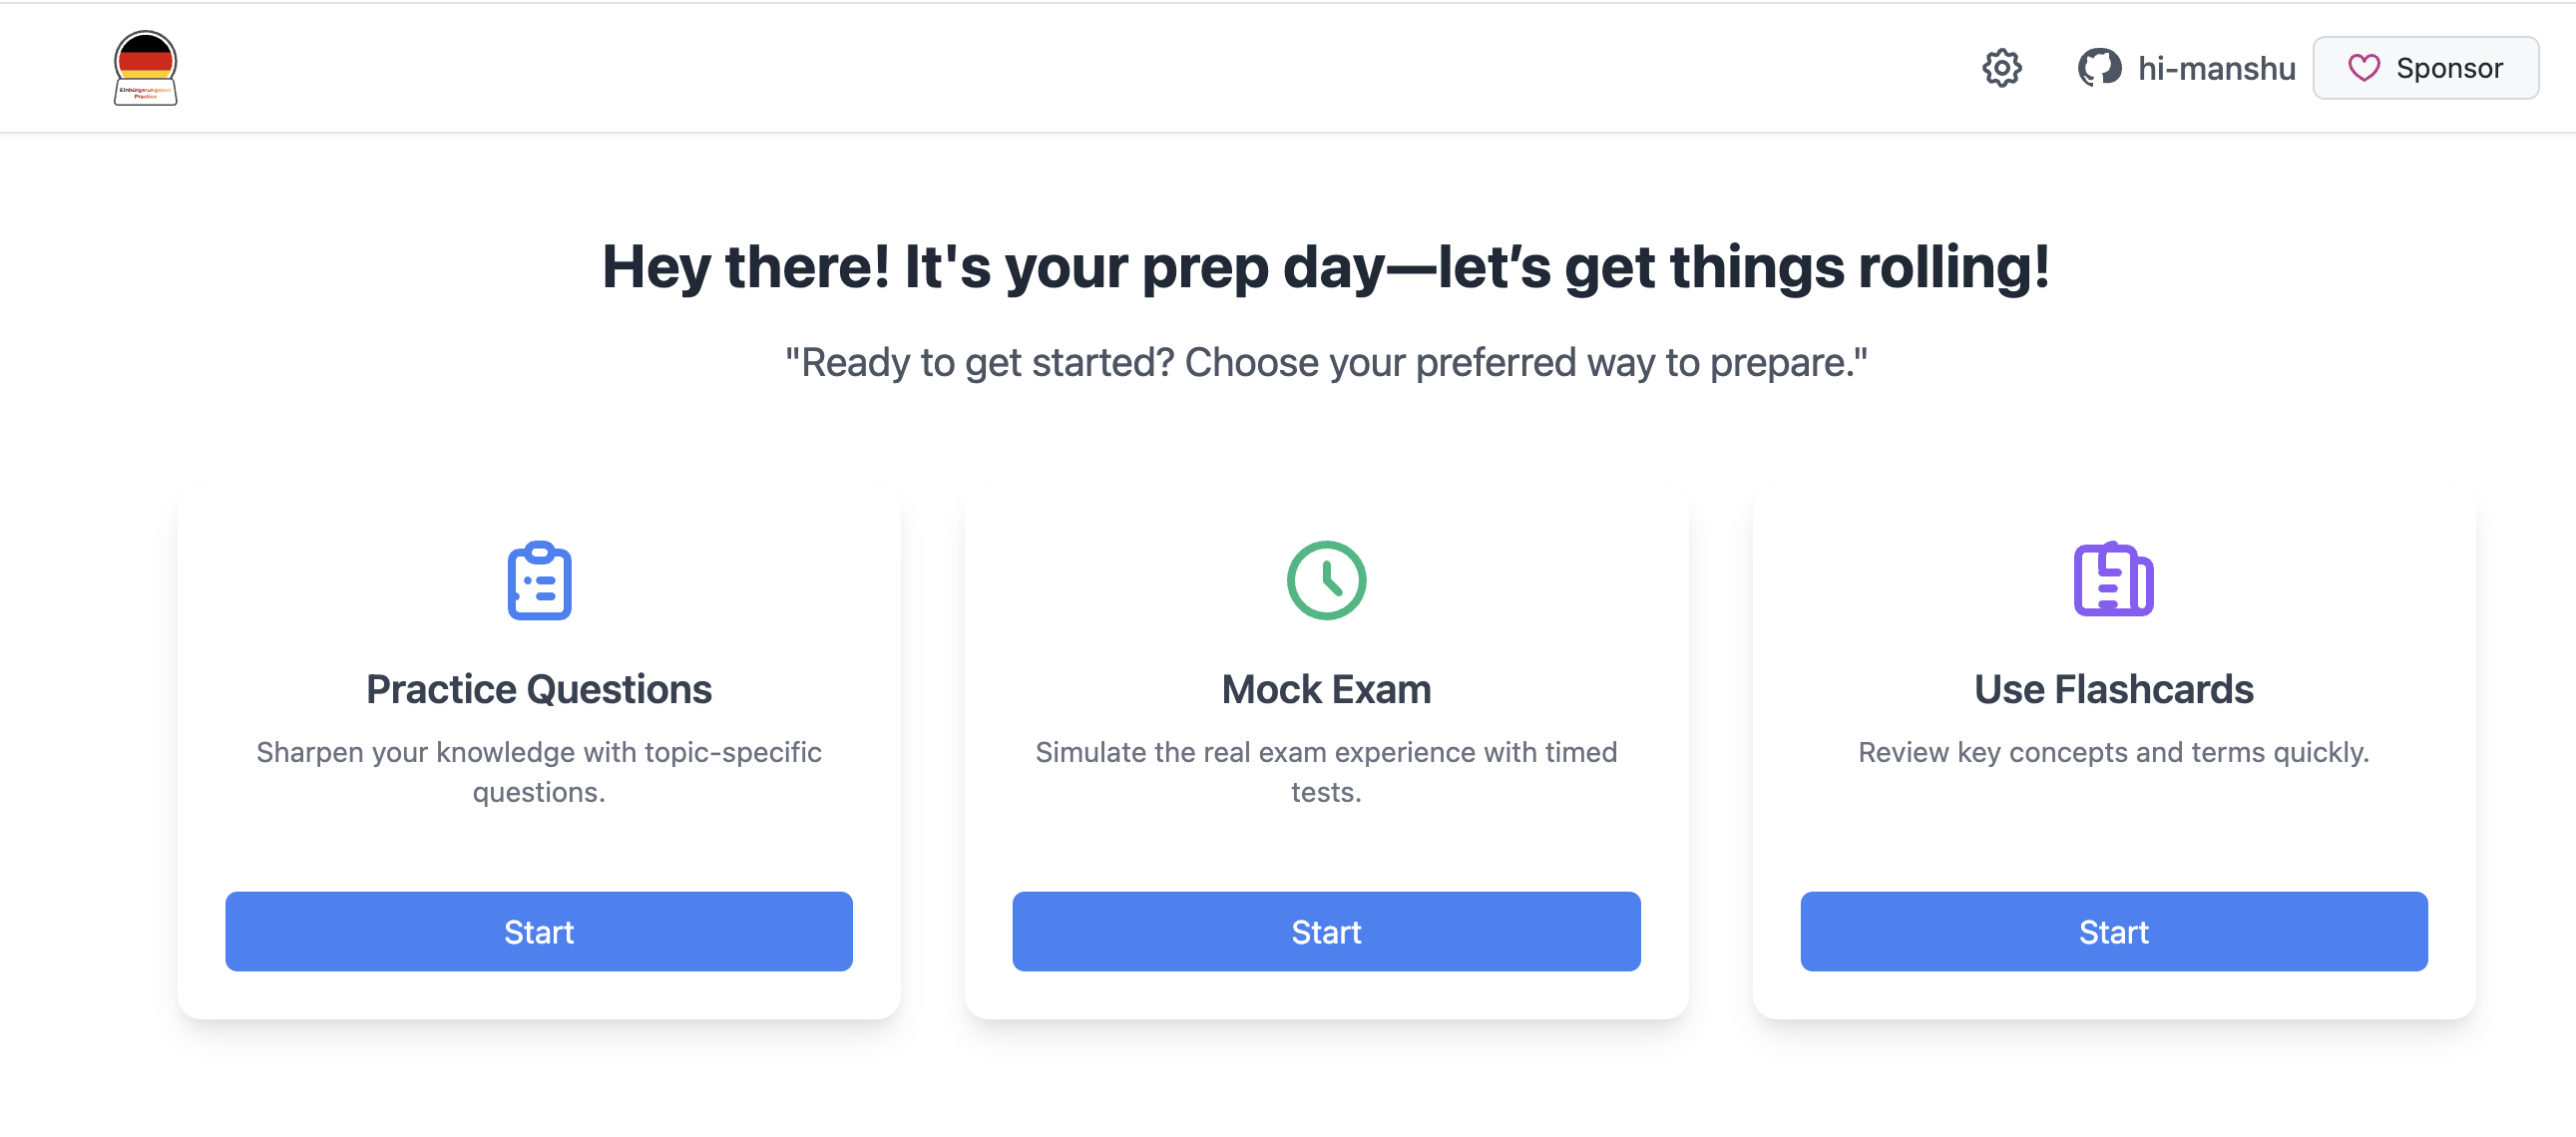 Einbürgerungstest
Practice
hi-manshu
Sponsor
Hey there! It's your prep day—let’s get things rolling!
"Ready to get started? Choose your preferred way to prepare."
Practice Questions
Sharpen your knowledge with topic-specific
questions.
Start
Mock Exam
Simulate the real exam experience with timed
tests.
Start
Use Flashcards
Review key concepts and terms quickly.
Start